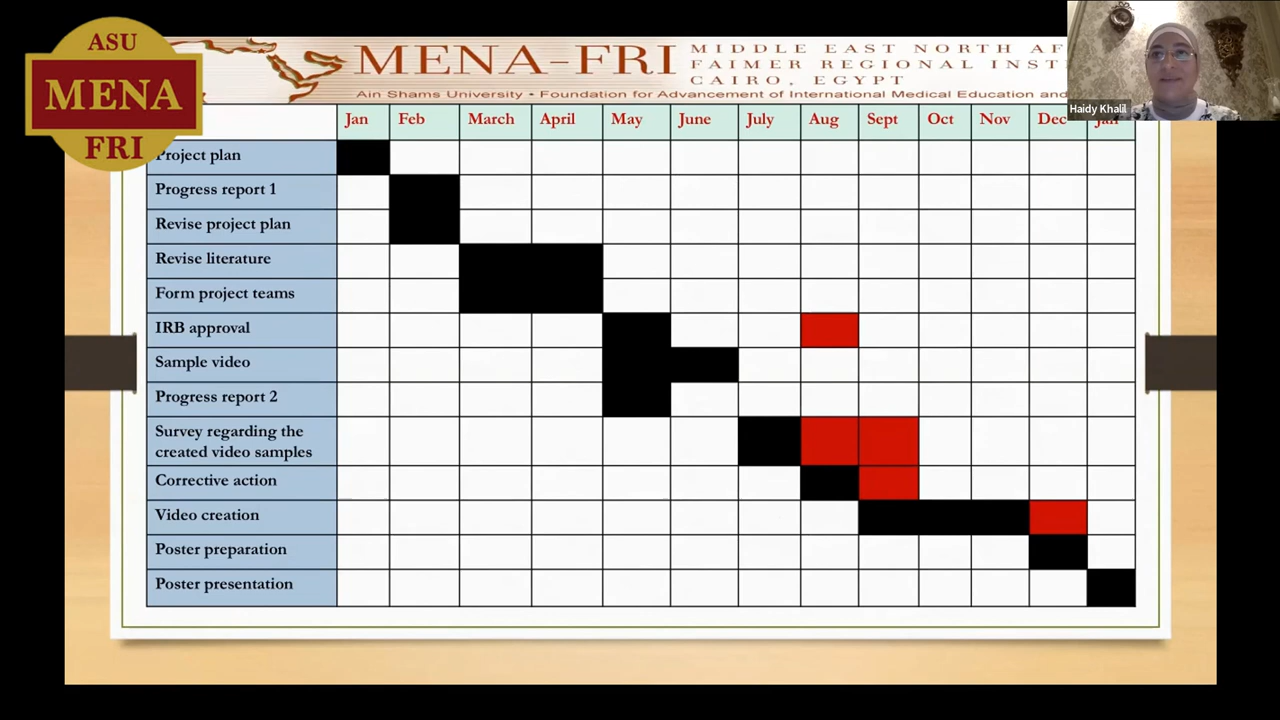 ASU
MENA
FRI
MENA-FRI
MIDDLE EAST NORTH AF
FAIMER REGIONAL INST
CAIRO, EGYPT
Ain Shams University • Foundation for Advancement of International Medical Education and
Haidy Khalil
Jan Feb March April May June July Aug Sept Oct Nov Dec Jan
Project plan
Progress report 1
Revise project plan
Revise literature
Form project teams
IRB approval
Sample video
Progress report 2
Survey regarding the
created video samples
Corrective action
Video creation
Poster preparation
Poster presentation